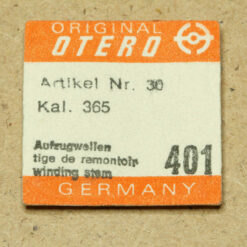 ORIGINAL
OTERO
Artikel Nr. 30
Kal. 365
Aufzugwellen
tige de remontoir
winding stem
401
GERMANY